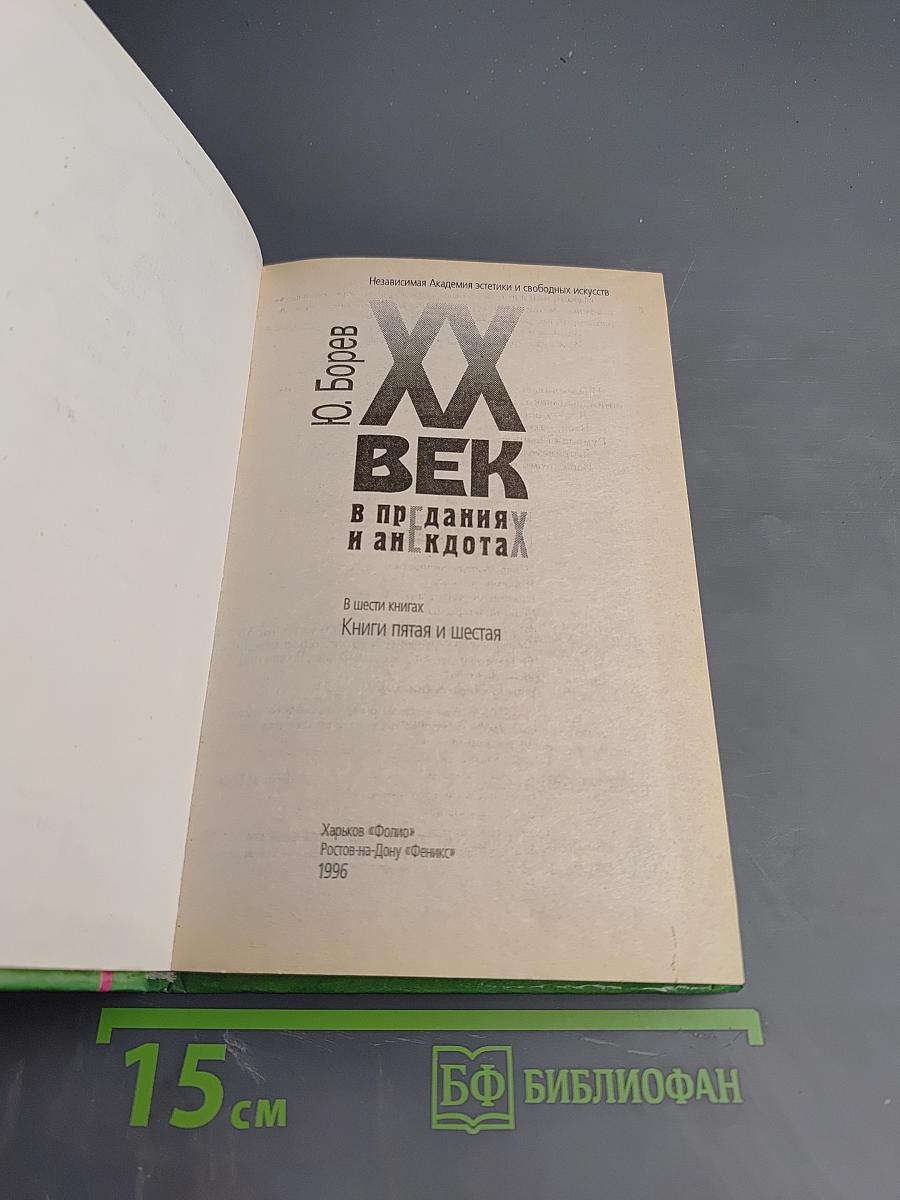 Независимая Академия эстетики и свободных искусств
Ю. Борев
XX
ВЕК
в преданиях
и анекдотах
В шести книгах
Книги пятая и шестая
Харьков «Фолио»
Ростов-на-Дону «Феникс»
1996
15 см
БФ БИБЛИОФАН